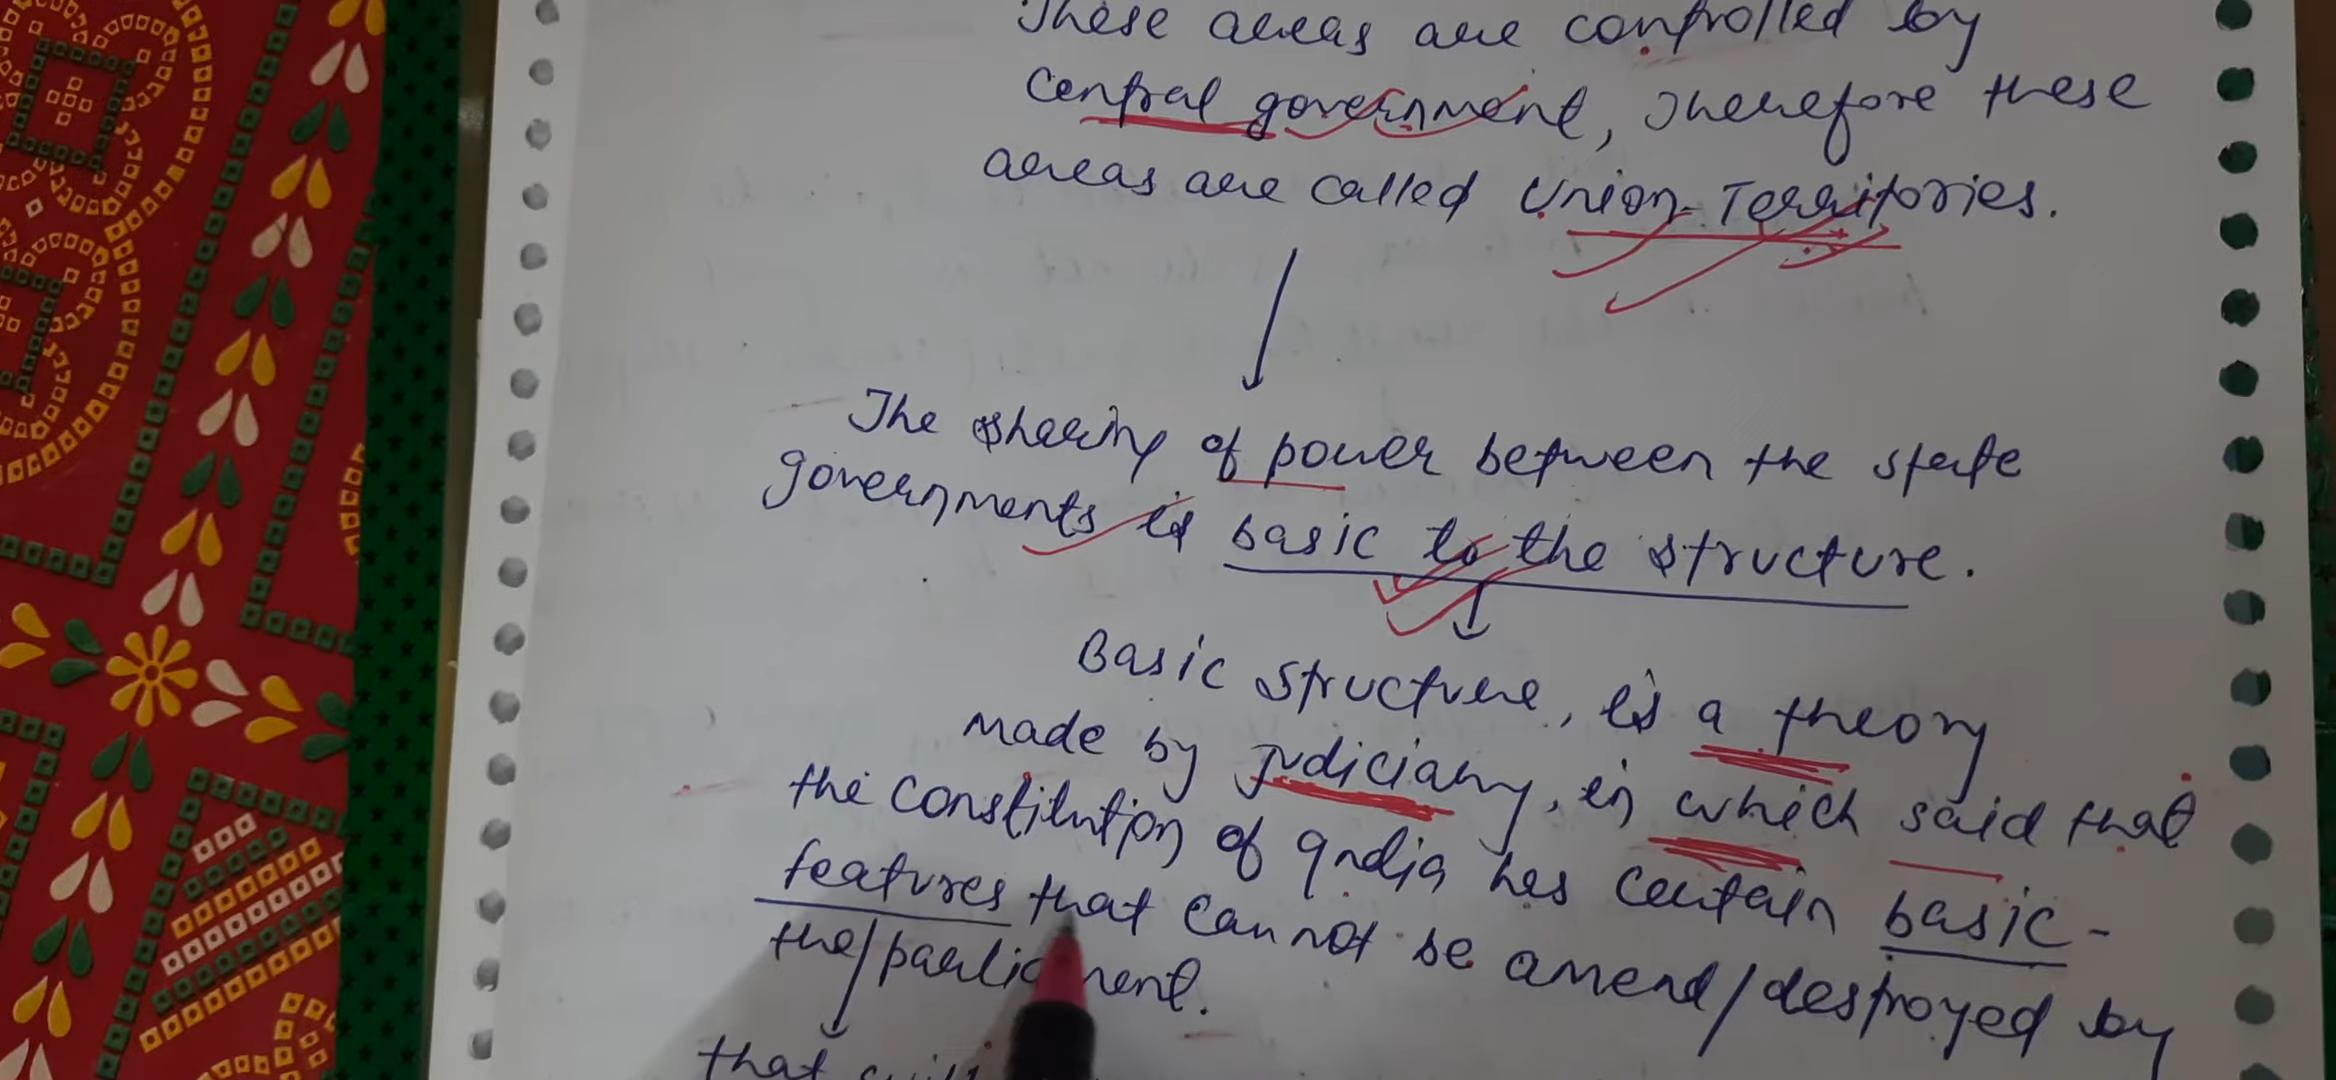 These areas are controlled by
Central government, Therefore these
areas are called Union Territories.
The sharing of power between the state
governments is basic to the structure.
Basic structure, is a theory
made by judiciary, in which said that
the constitution of India has certain basic-
features that cannot be amend/destroyed by
the parliament.
that